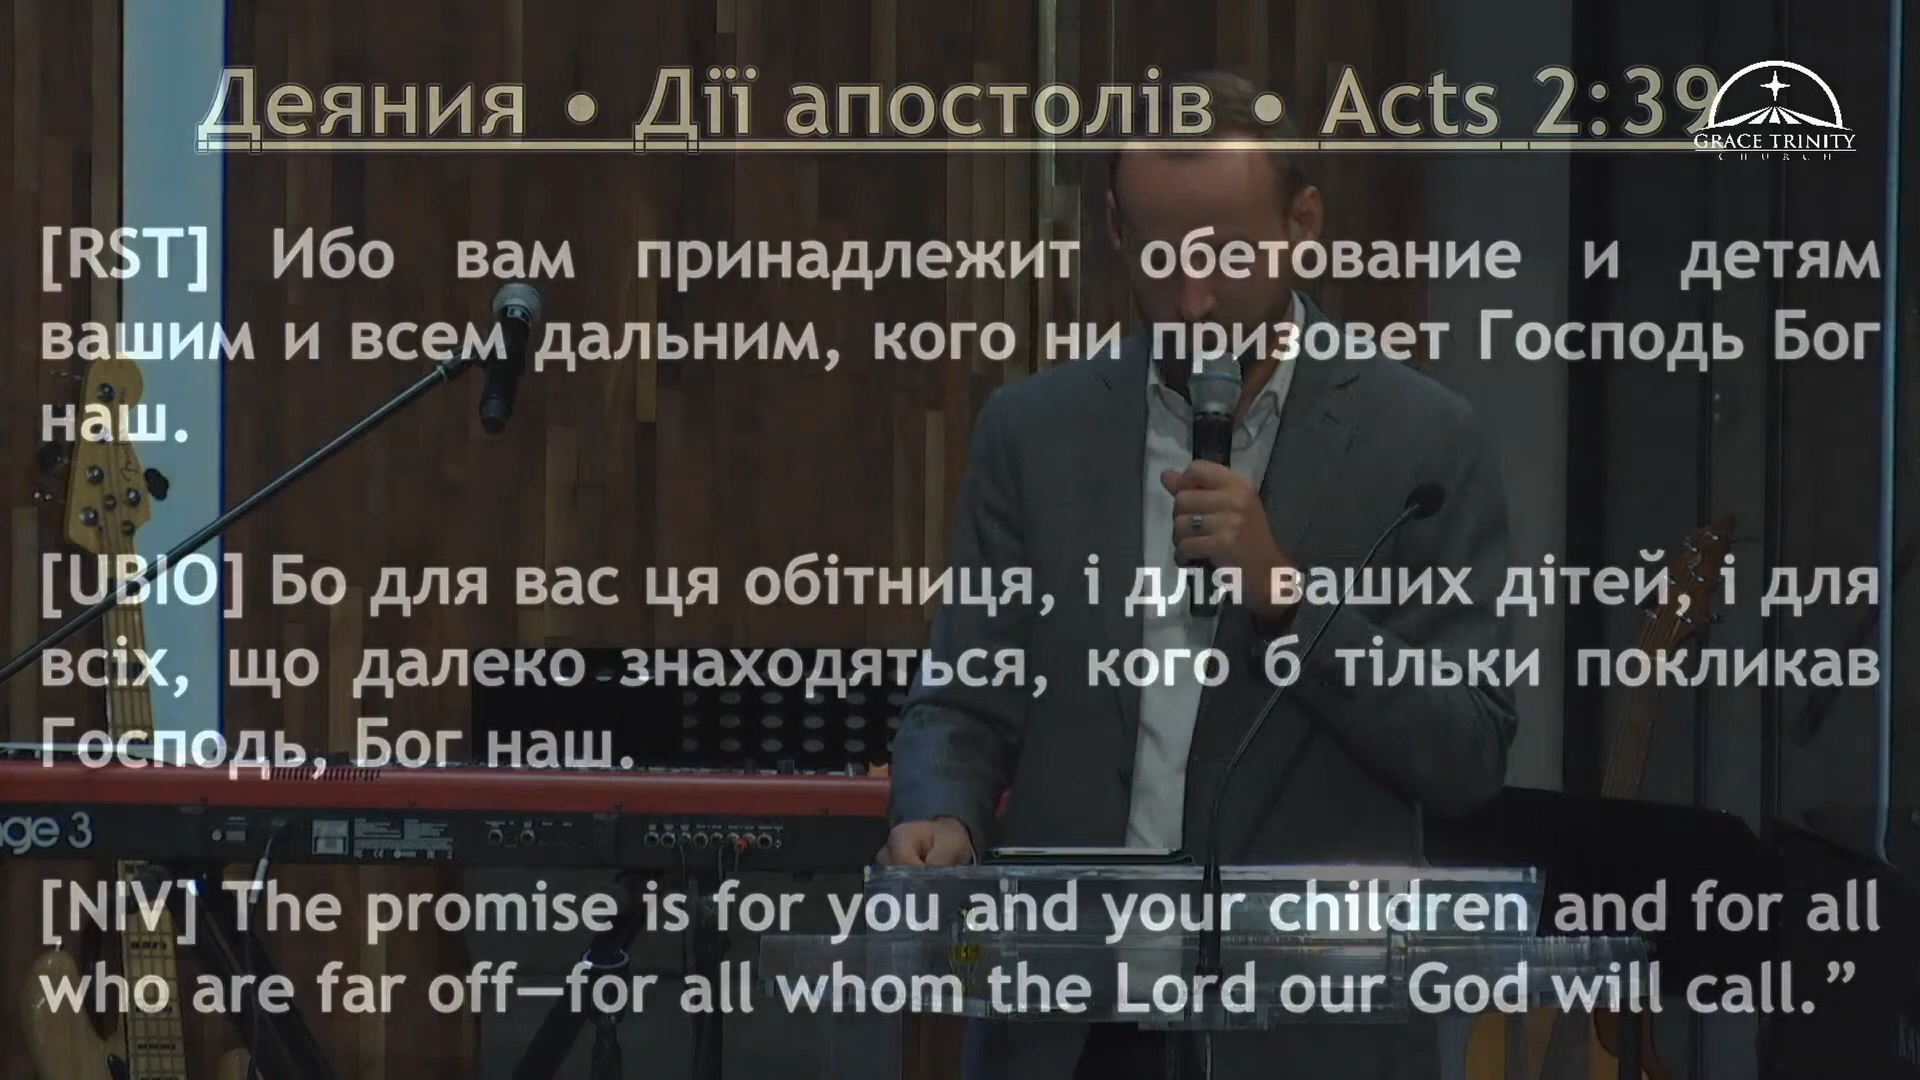 Деяния • Дії апостолів • Acts 2:39
GRACE TRINITY
CHURCH
[RST] Ибо вам принадлежит обетование и детям
вашим и всем дальним, кого ни призовет Господь Бог
наш.
[UBIO] Бо для вас ця обітниця, і для ваших дітей, і для
всіх, що далеко знаходяться, кого б тільки покликав
Господь, Бог наш.
ge 3
[NIV] The promise is for you and your children and for all
who are far off—for all whom the Lord our God will call.”